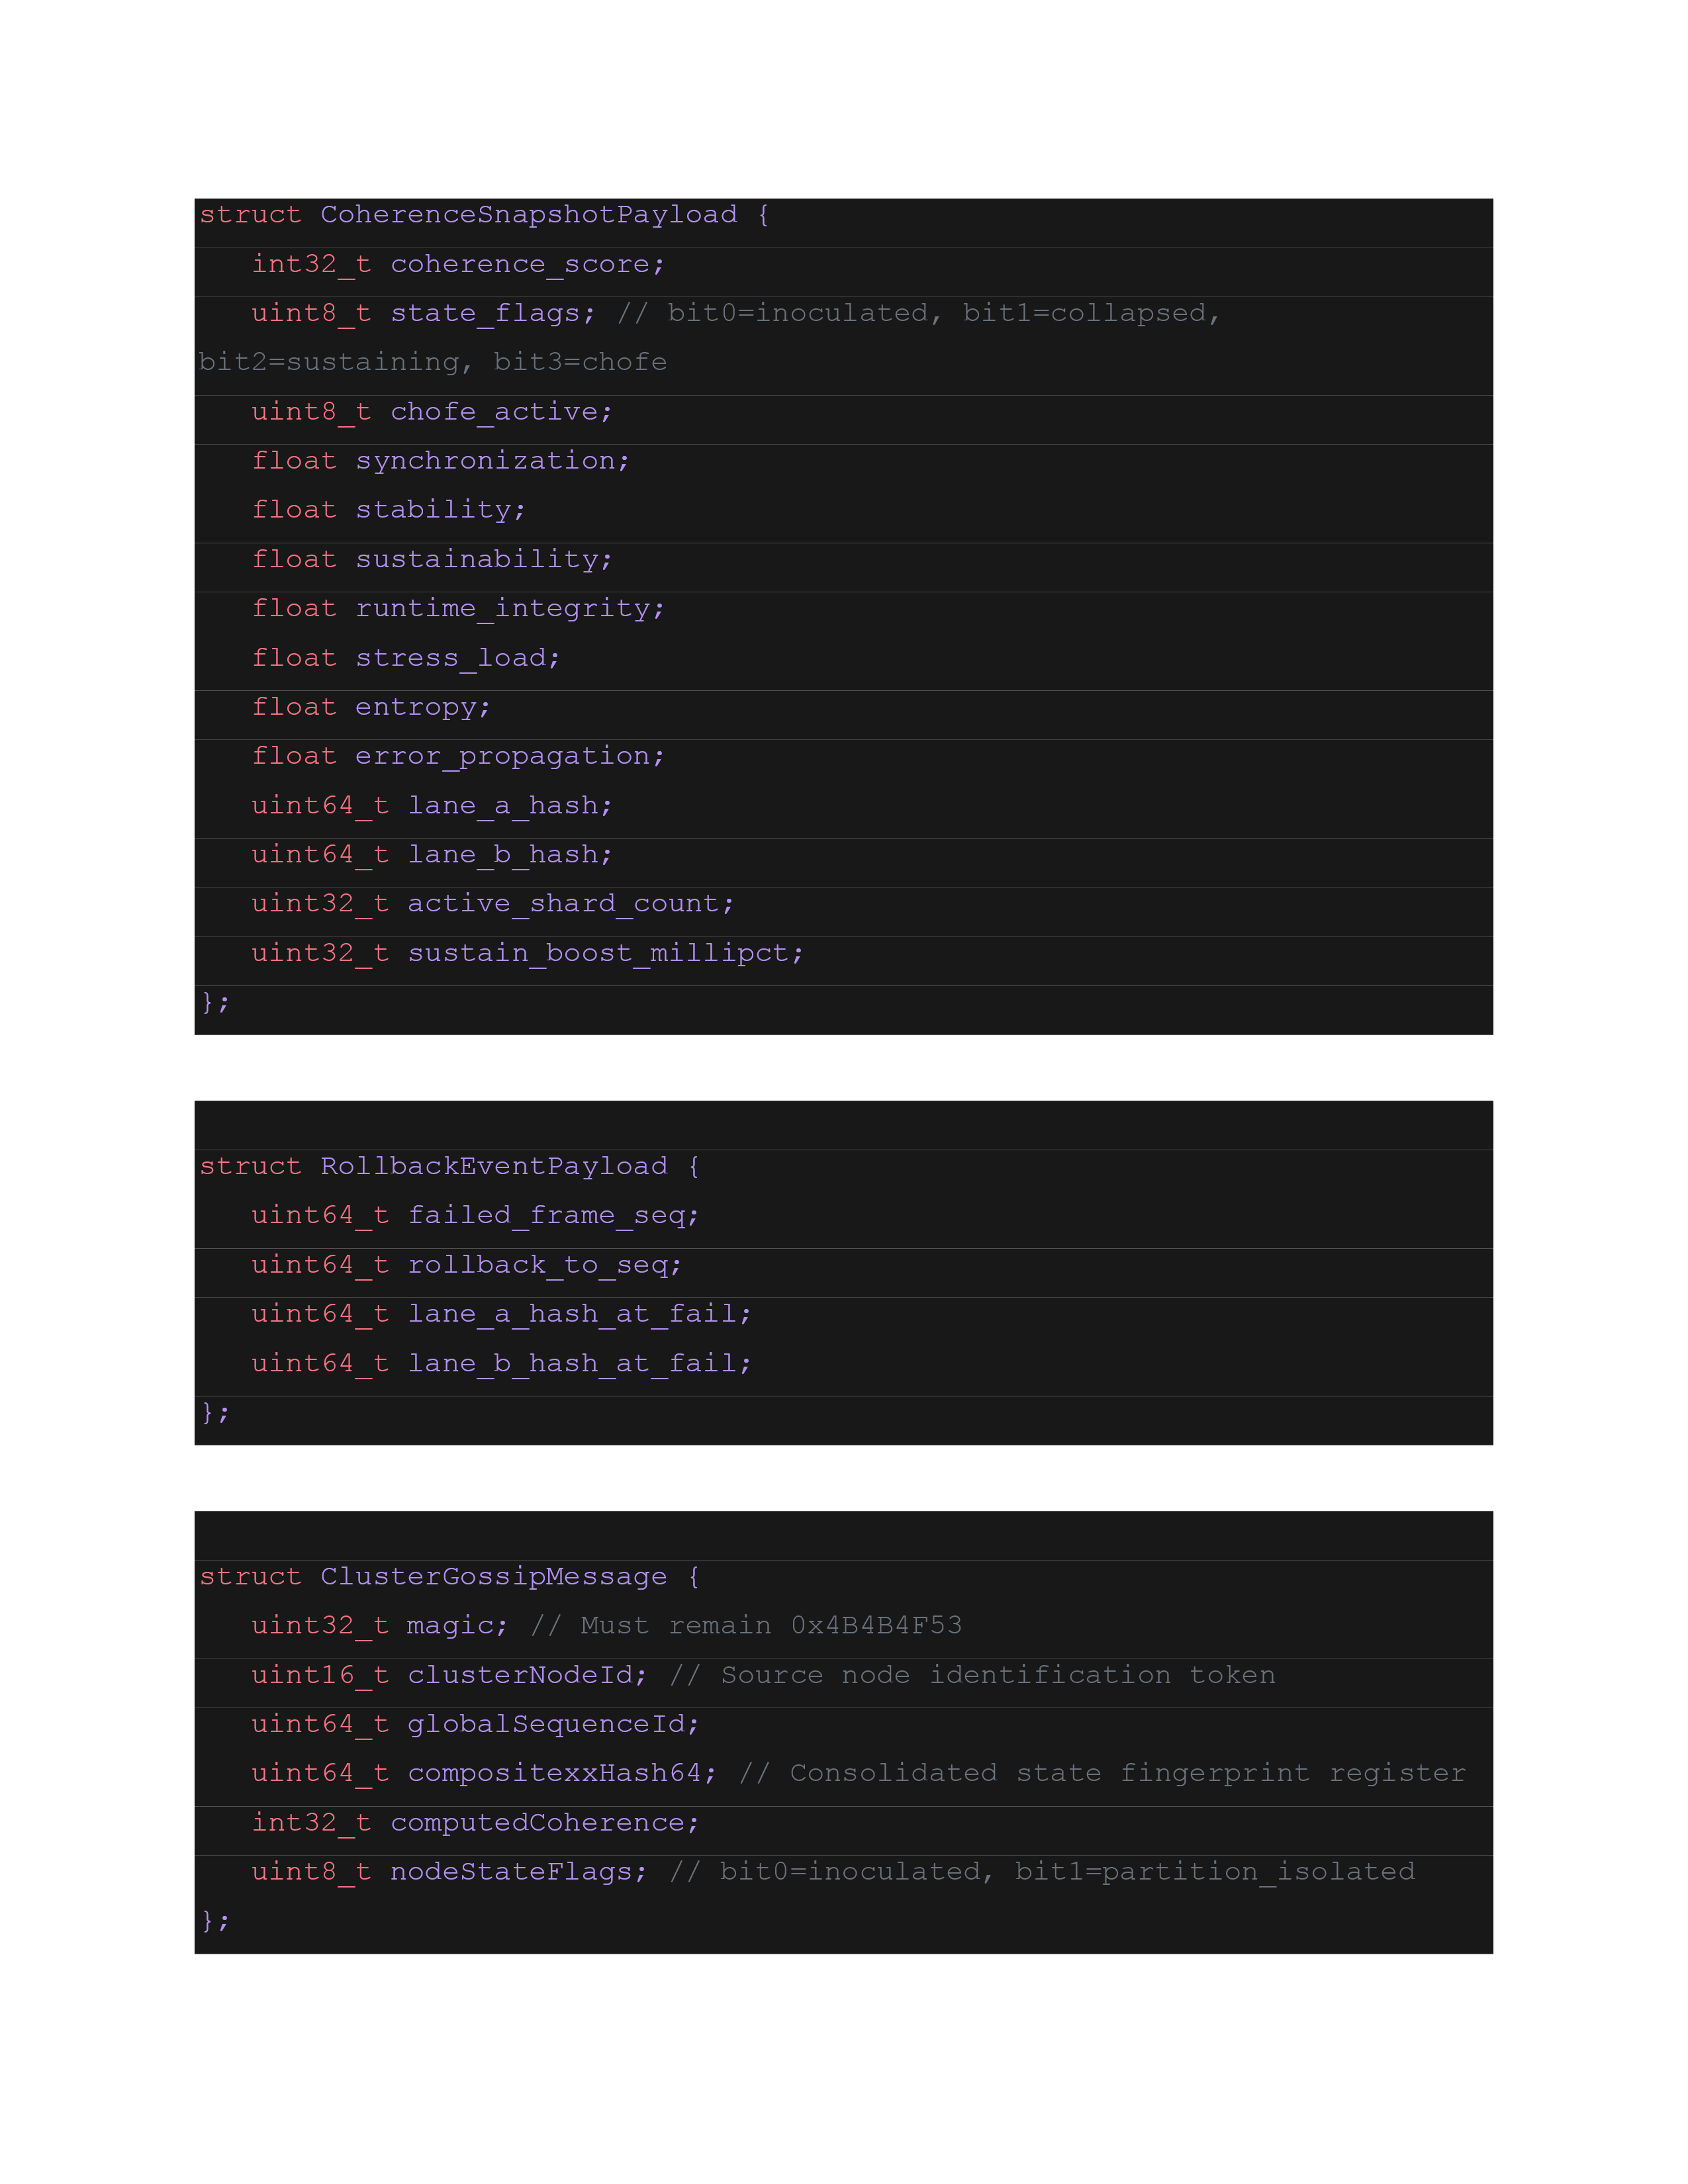 struct CoherenceSnapshotPayload {
   int32_t coherence_score;
   uint8_t state_flags; // bit0=inoculated, bit1=collapsed,
bit2=sustaining, bit3=chofe
   uint8_t chofe_active;
   float synchronization;
   float stability;
   float sustainability;
   float runtime_integrity;
   float stress_load;
   float entropy;
   float error_propagation;
   uint64_t lane_a_hash;
   uint64_t lane_b_hash;
   uint32_t active_shard_count;
   uint32_t sustain_boost_millipct;
};
struct RollbackEventPayload {
   uint64_t failed_frame_seq;
   uint64_t rollback_to_seq;
   uint64_t lane_a_hash_at_fail;
   uint64_t lane_b_hash_at_fail;
};
struct ClusterGossipMessage {
   uint32_t magic; // Must remain 0x4B4B4F53
   uint16_t clusterNodeId; // Source node identification token
   uint64_t globalSequenceId;
   uint64_t compositexxHash64; // Consolidated state fingerprint register
   int32_t computedCoherence;
   uint8_t nodeStateFlags; // bit0=inoculated, bit1=partition_isolated
};